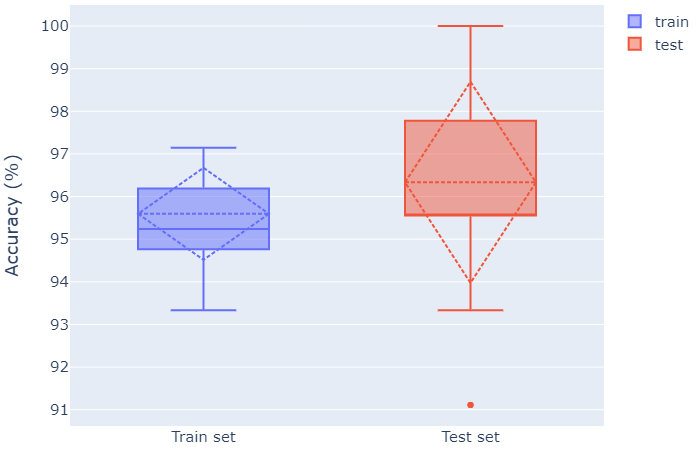 Accuracy (%)
100
99
98
97
96
95
94
93
92
91
Train set
Test set
train
test